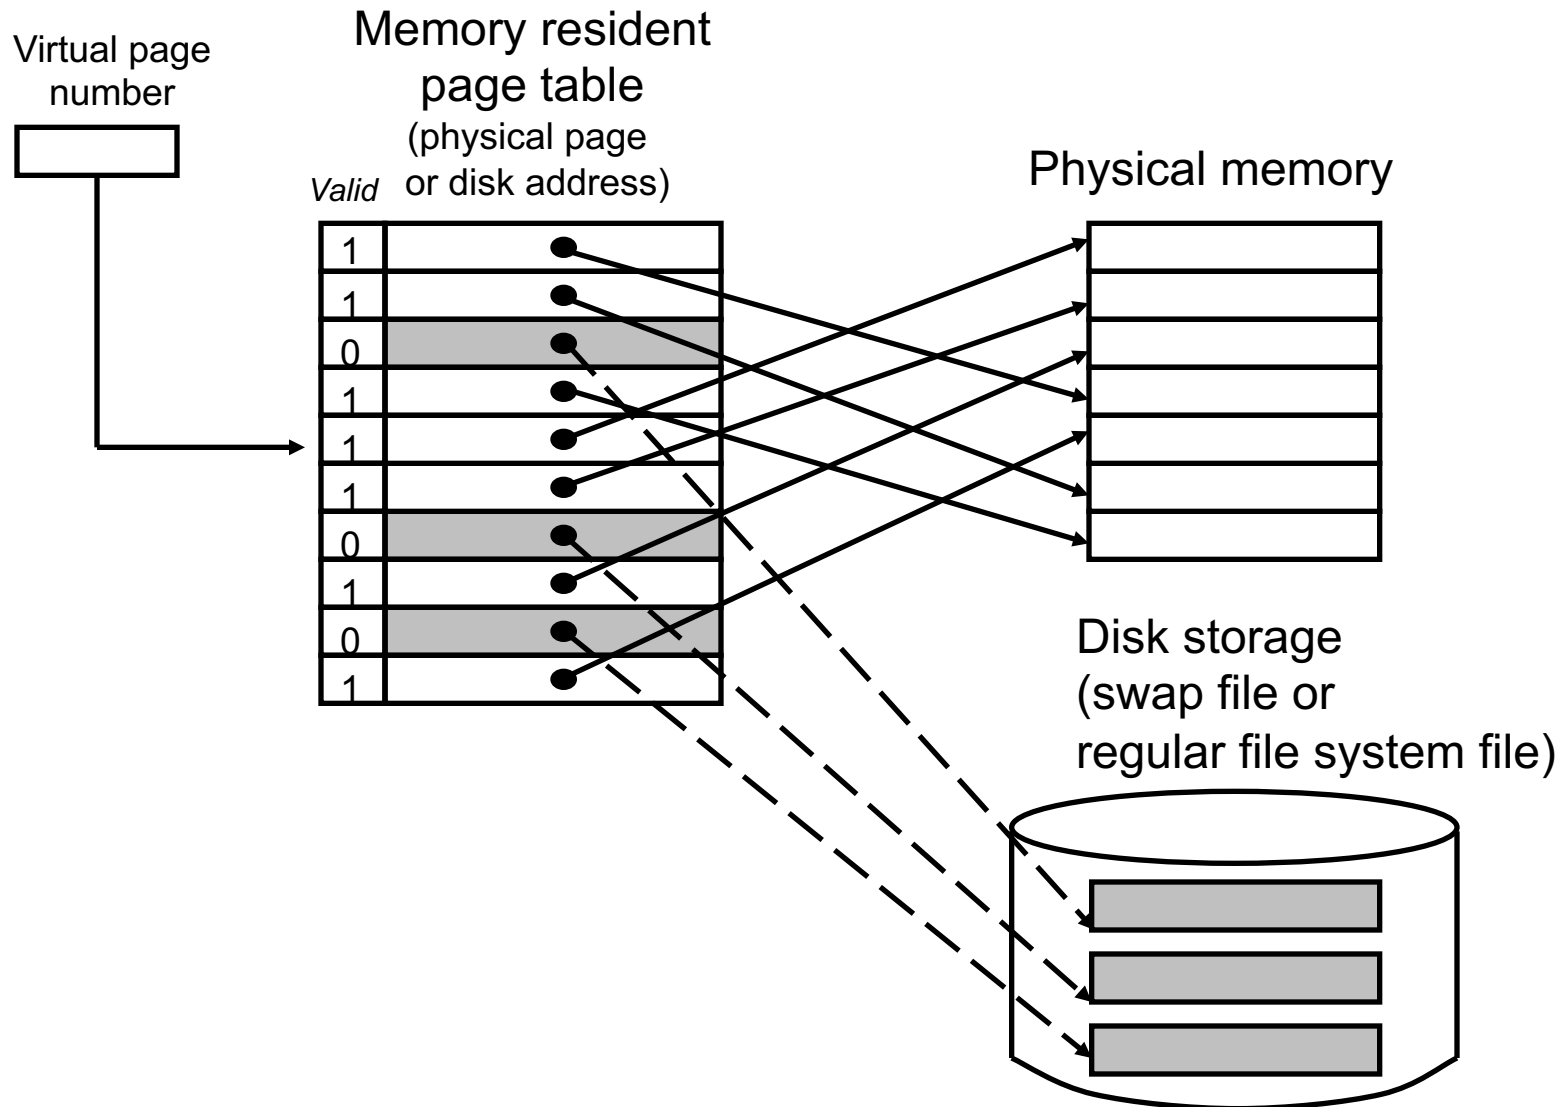 Virtual page
number
Memory resident
page table
(physical page
or disk address)
Valid
1
1
0
1
1
1
0
1
0
1
Physical memory
Disk storage
(swap file or
regular file system file)